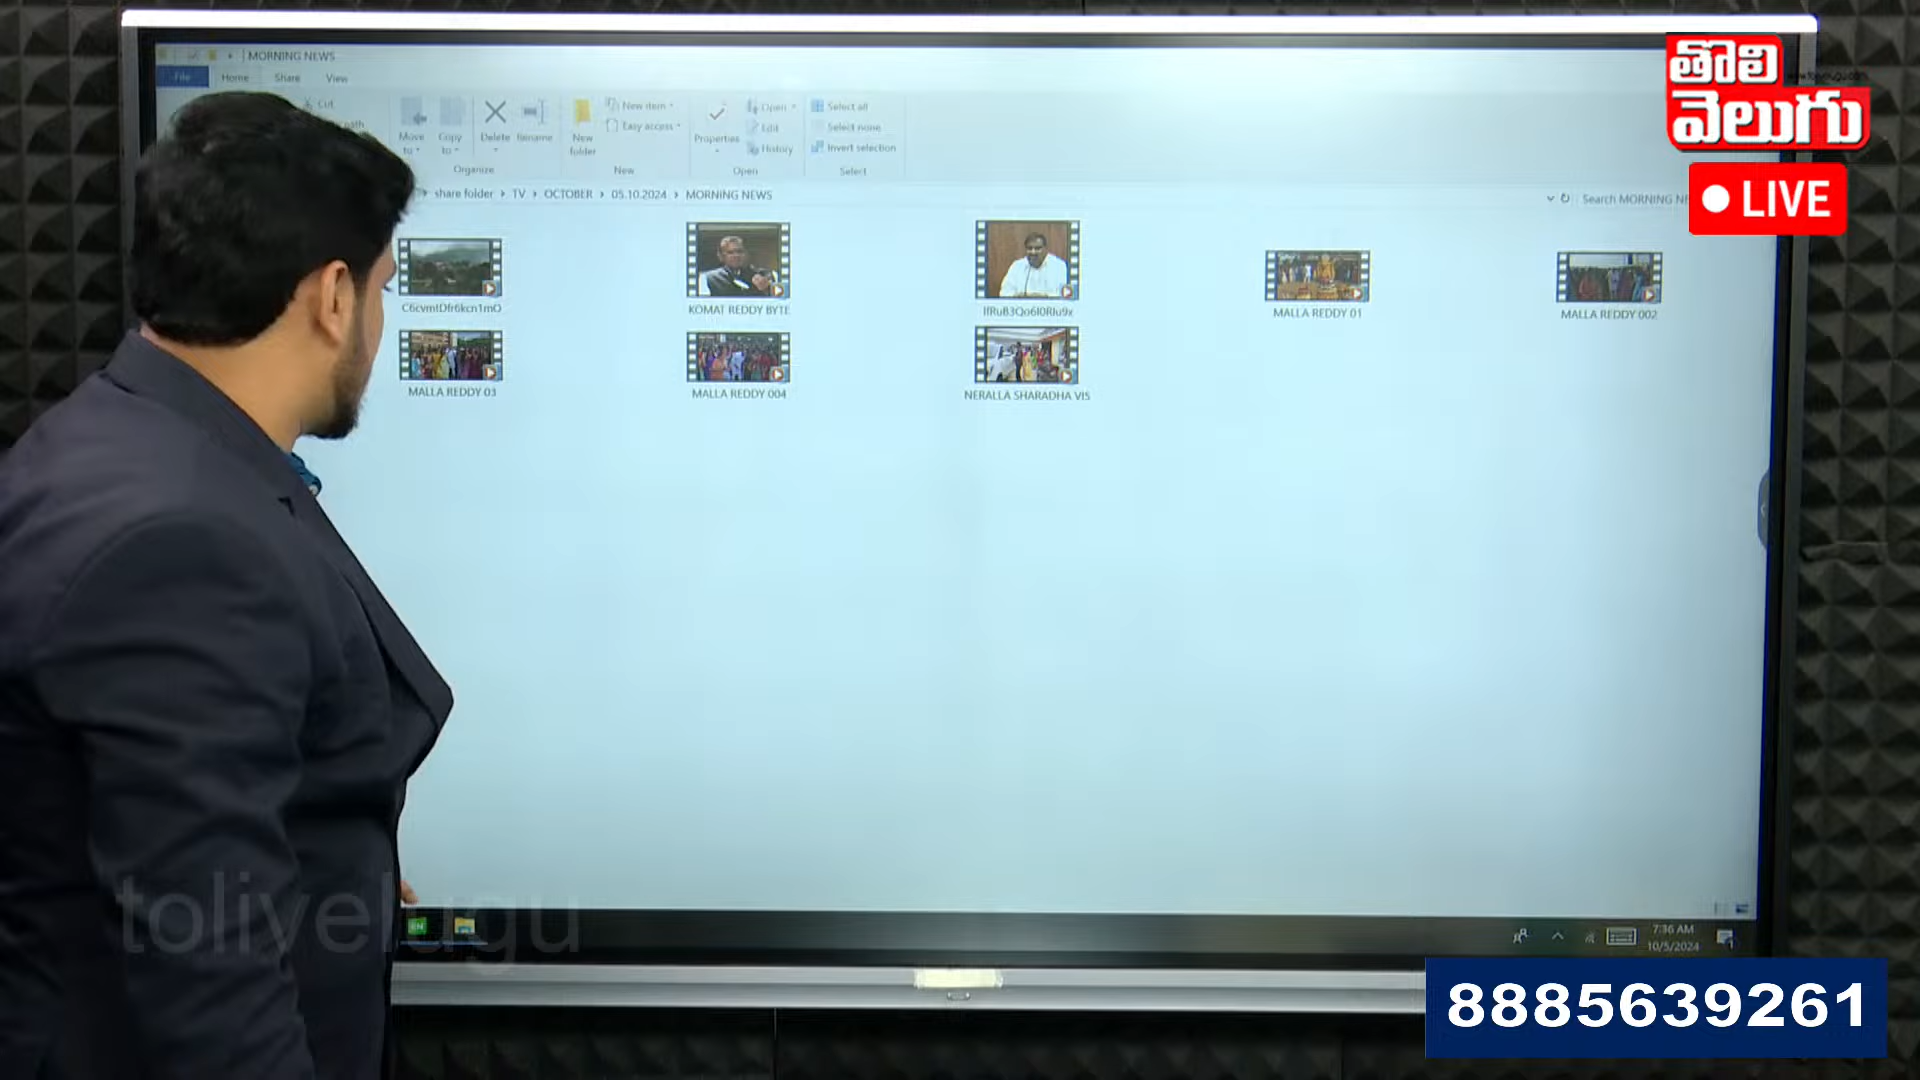 MORNING NEWS
తొలి
వెలుగు
LIVE
File Home Share View
Cut
path
Move to
Copy to
Delete
Rename
New folder
New item
Easy access
Properties
Open
Edit
History
Select all
Select none
Invert selection
Organize New Open Select
share folder › TV › OCTOBER › 05.10.2024 › MORNING NEWS
Search MORNING NE
KOMAT REDDY BYTE
MALLA REDDY 01
MALLA REDDY 002
MALLA REDDY 03
MALLA REDDY 004
NERALLA SHARADHA VIS
tolivelugu
EN
7:36 AM
10/5/2024
8885639261